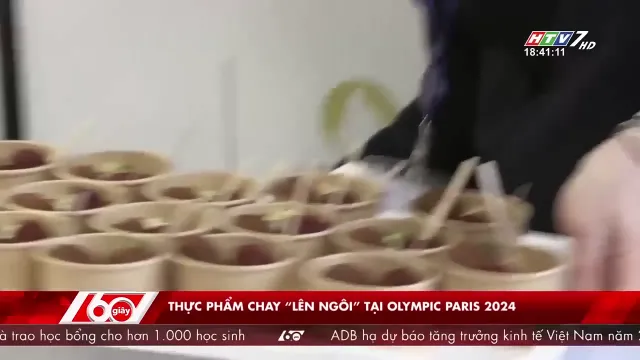 HTV7 HD
18:41:11
60 giây
THỰC PHẨM CHAY “LÊN NGÔI” TẠI OLYMPIC PARIS 2024
à trao học bổng cho hơn 1.000 học sinh 60 ADB hạ dự báo tăng trưởng kinh tế Việt Nam năm